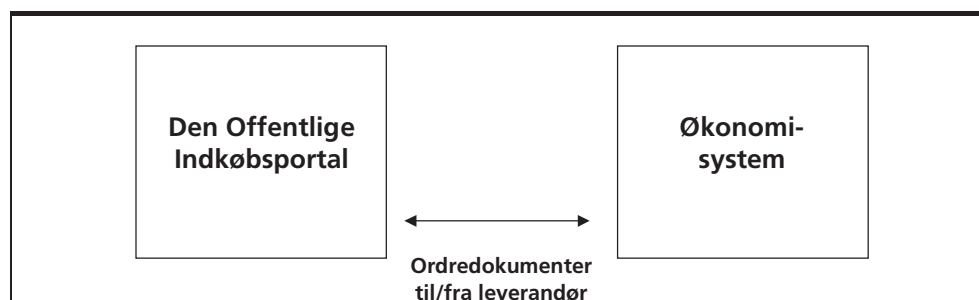 Den Offentlige
Indkøbsportal
Økonomi-
system
Ordredokumenter
til/fra leverandør